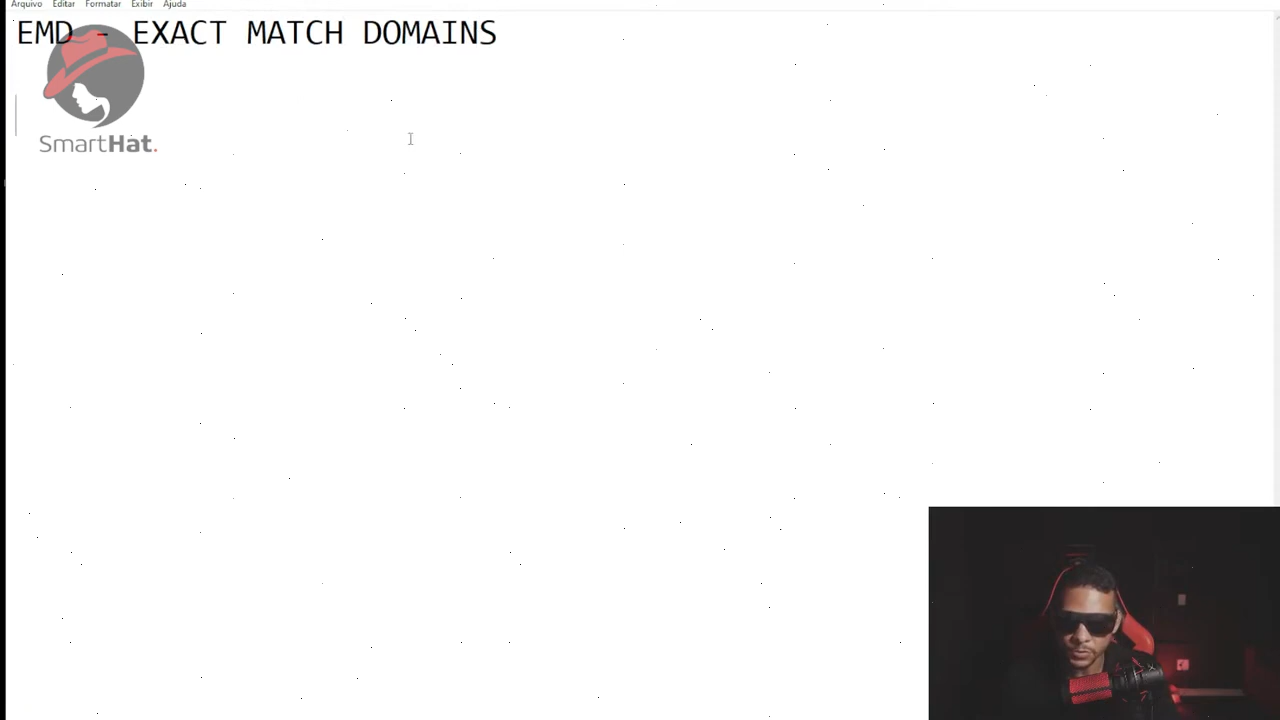 Arquivo Editar Formatar Exibir Ajuda
EMD - EXACT MATCH DOMAINS
SmartHat.